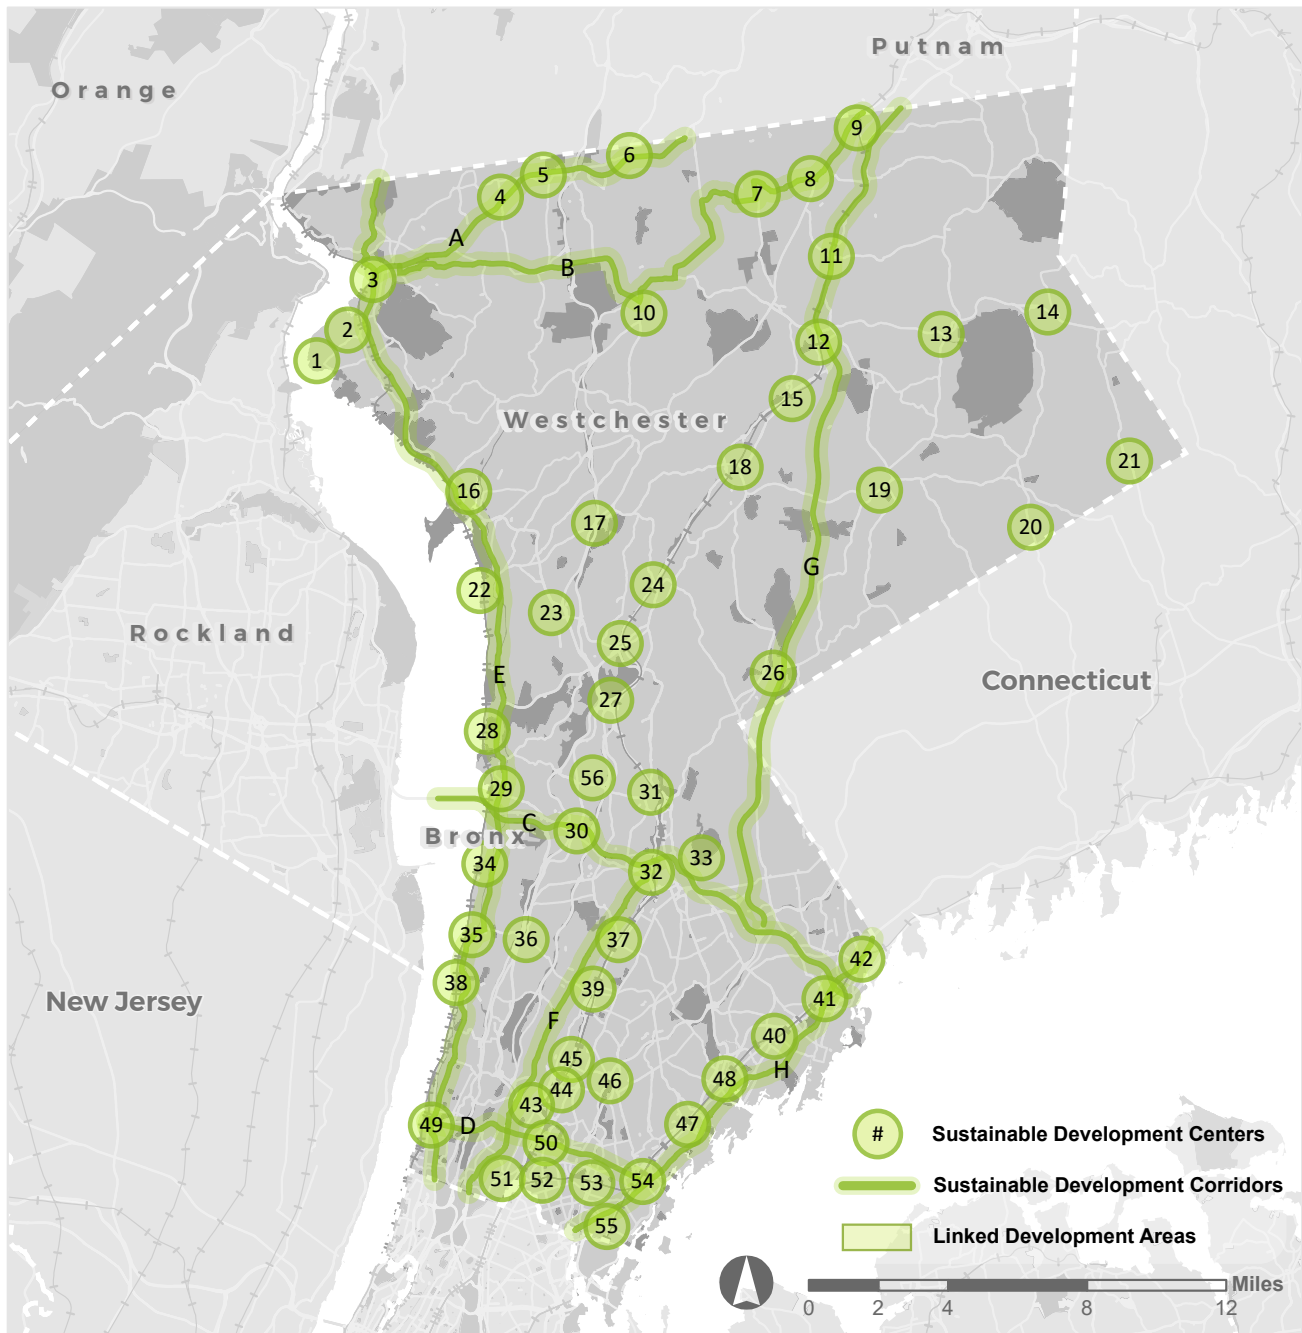 Putnam
Orange
9
6
5
8
7
4
A
11
B
3
10
14
2
13
12
1
15
Westchester
21
18
19
16
17
20
G
24
22
23
Rockland
25
26
E
Connecticut
27
28
56
29
31
C
30
Bronx
33
34
32
35
36
37
42
38
39
41
New Jersey
F
40
45
H
48
46
44
43
47
49
D
50
51
52
53
54
55
# Sustainable Development Centers
Sustainable Development Corridors
Linked Development Areas
Miles
0 2 4 8 12